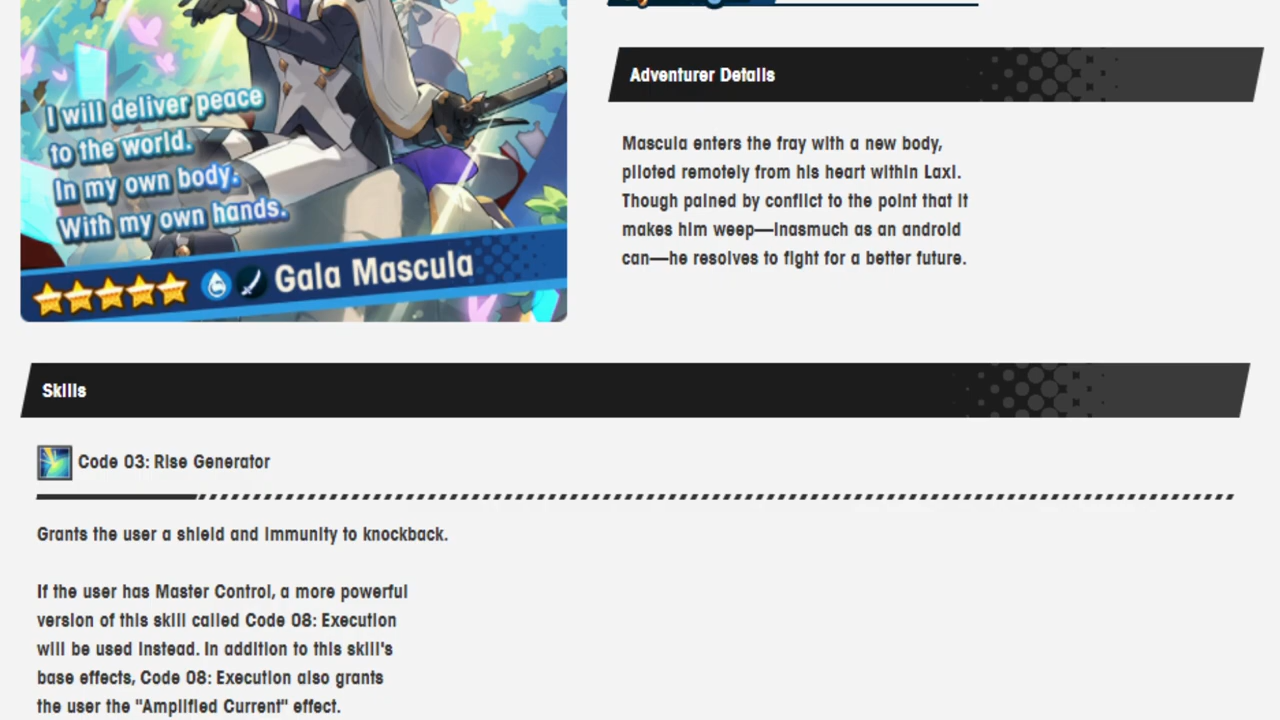 I will deliver peace
to the world.
In my own body.
With my own hands.
Gala Mascula
Adventurer Details
Mascula enters the fray with a new body,
piloted remotely from his heart within Laxi.
Though pained by conflict to the point that it
makes him weep—inasmuch as an android
can—he resolves to fight for a better future.
Skills
Code 03: Rise Generator
Grants the user a shield and immunity to knockback.
If the user has Master Control, a more powerful
version of this skill called Code 08: Execution
will be used instead. In addition to this skill's
base effects, Code 08: Execution also grants
the user the "Amplified Current" effect.